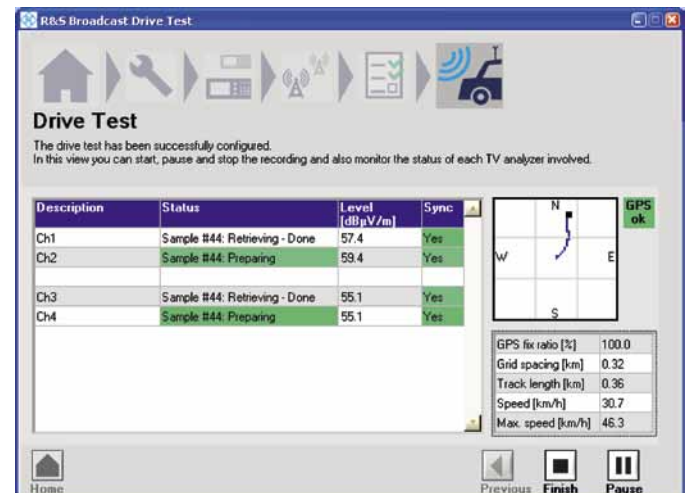 R&S Broadcast Drive Test
Drive Test
The drive test has been successfully configured.
In this view you can start, pause and stop the recording and also monitor the status of each TV analyzer involved.
Description Status Level [dBµV/m] Sync
Ch1 Sample #44: Retrieving - Done 57.4 Yes
Ch2 Sample #44: Preparing 59.4 Yes
Ch3 Sample #44: Retrieving - Done 55.1 Yes
Ch4 Sample #44: Preparing 55.1 Yes
N
W E
S
GPS ok
GPS fix ratio [%] 100.0
Grid spacing [km] 0.32
Track length [km] 0.36
Speed [km/h] 30.7
Max. speed [km/h] 46.3
Home
Previous Finish Pause